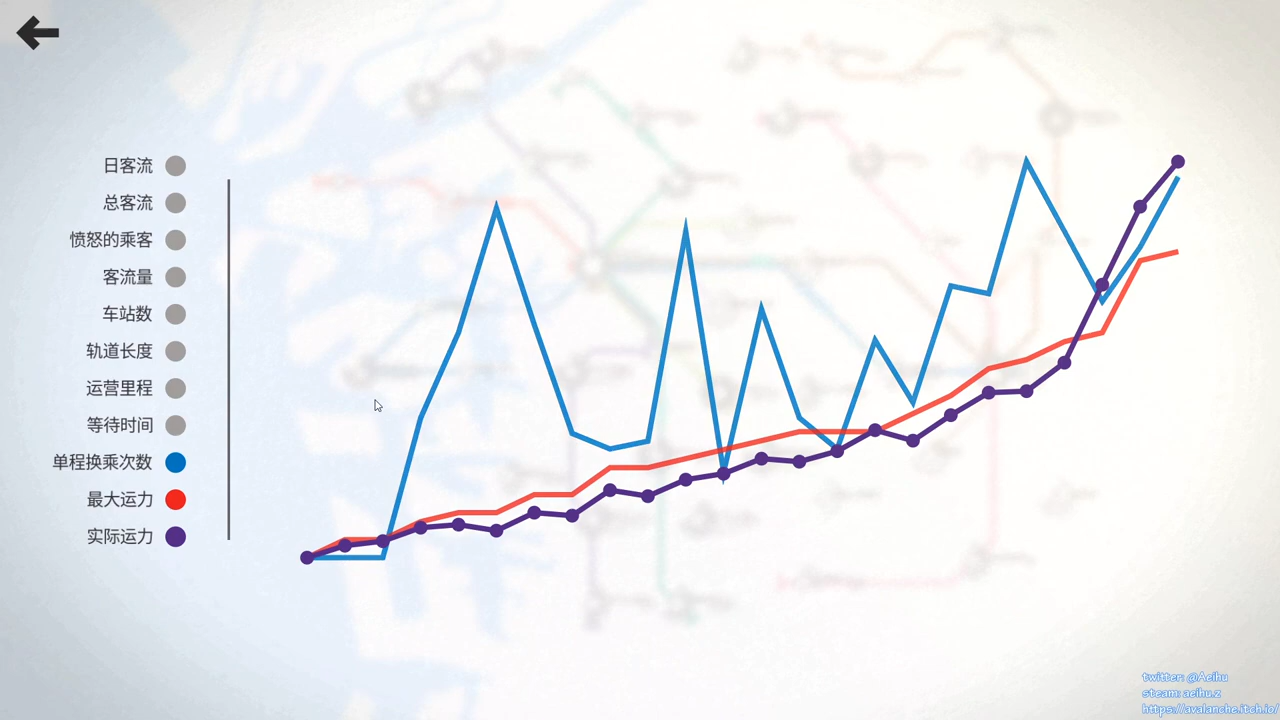 日客流
总客流
愤怒的乘客
客流量
车站数
轨道长度
运营里程
等待时间
单程换乘次数
最大运力
实际运力
twitter: @Aeihu
steam: aeihu.z
https://avalanche.itch.io/